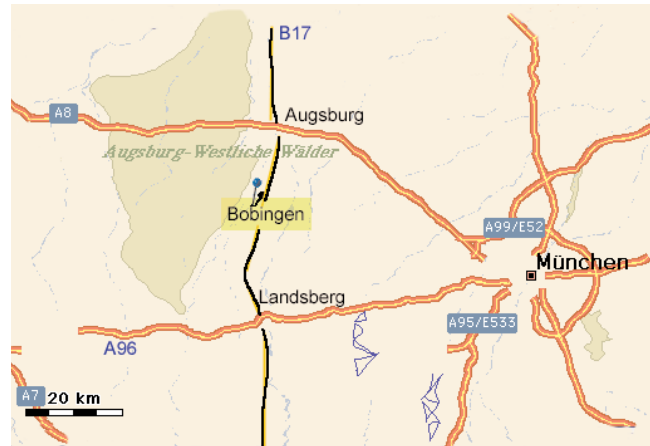 B17
A8
Augsburg
Augsburg-Westliche Wälder
Bobingen
A99/E52
München
Landsberg
A95/E533
A96
A7
20 km